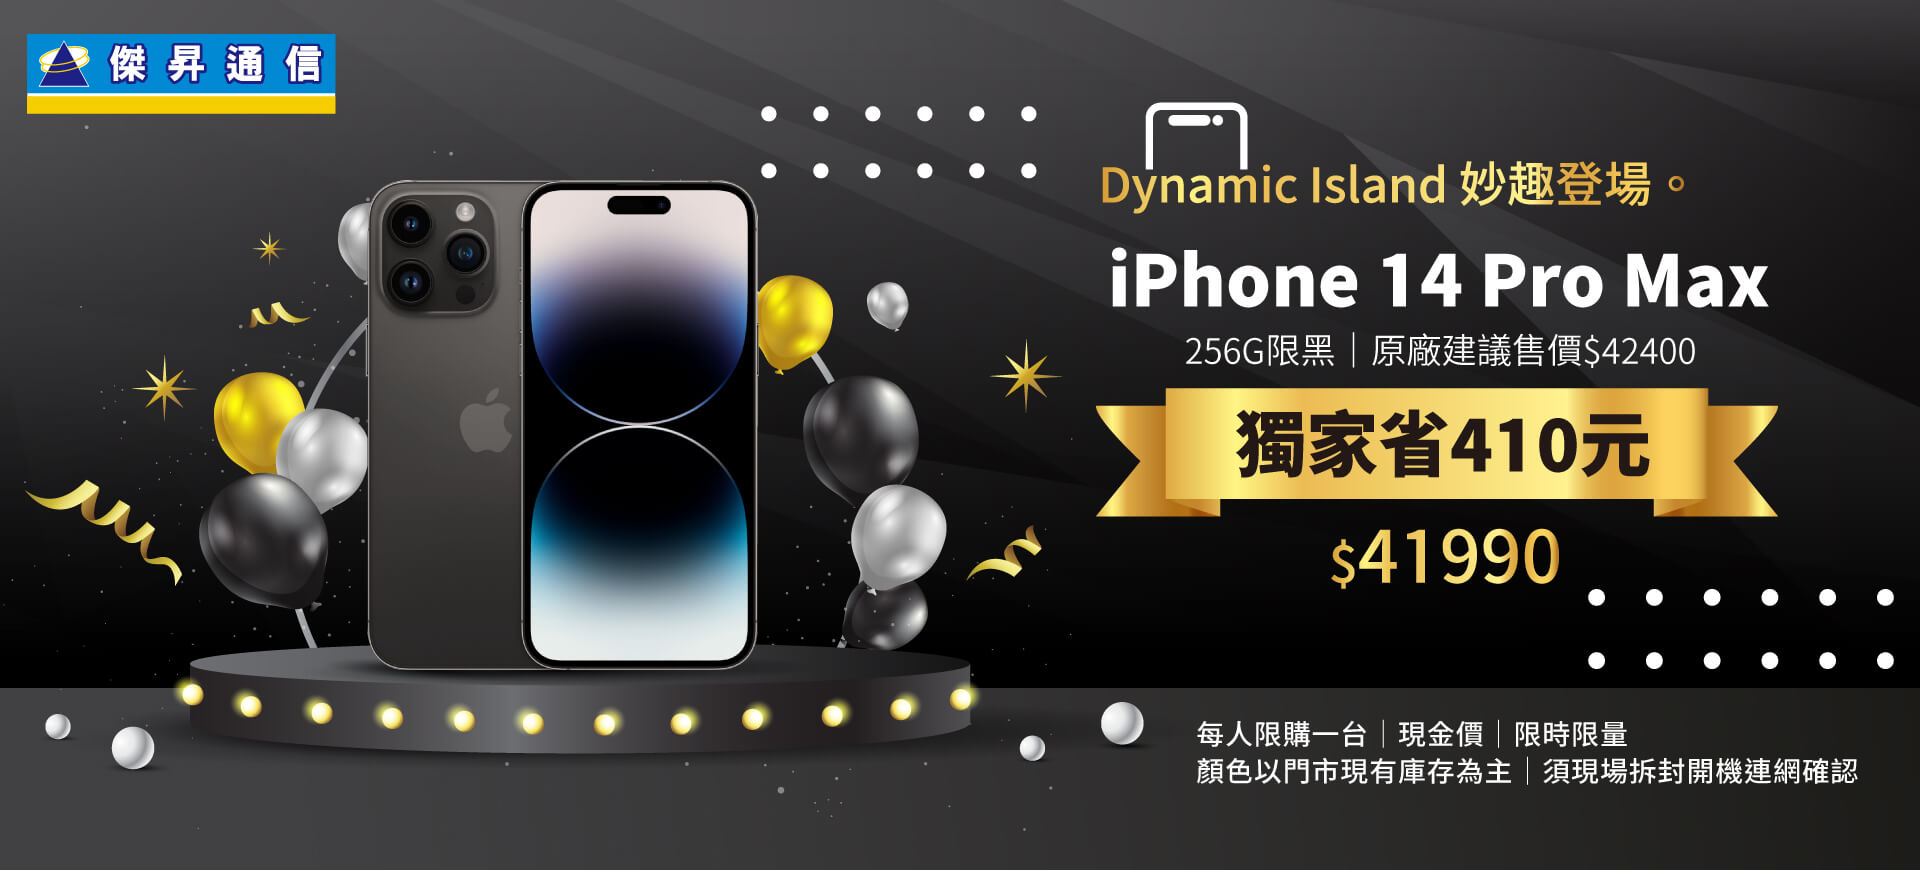 傑昇通信
Dynamic Island 妙趣登場。
iPhone 14 Pro Max
256G限黑｜原廠建議售價$42400
獨家省410元
$41990
每人限購一台｜現金價｜限時限量
顏色以門市現有庫存為主｜須現場拆封開機連網確認